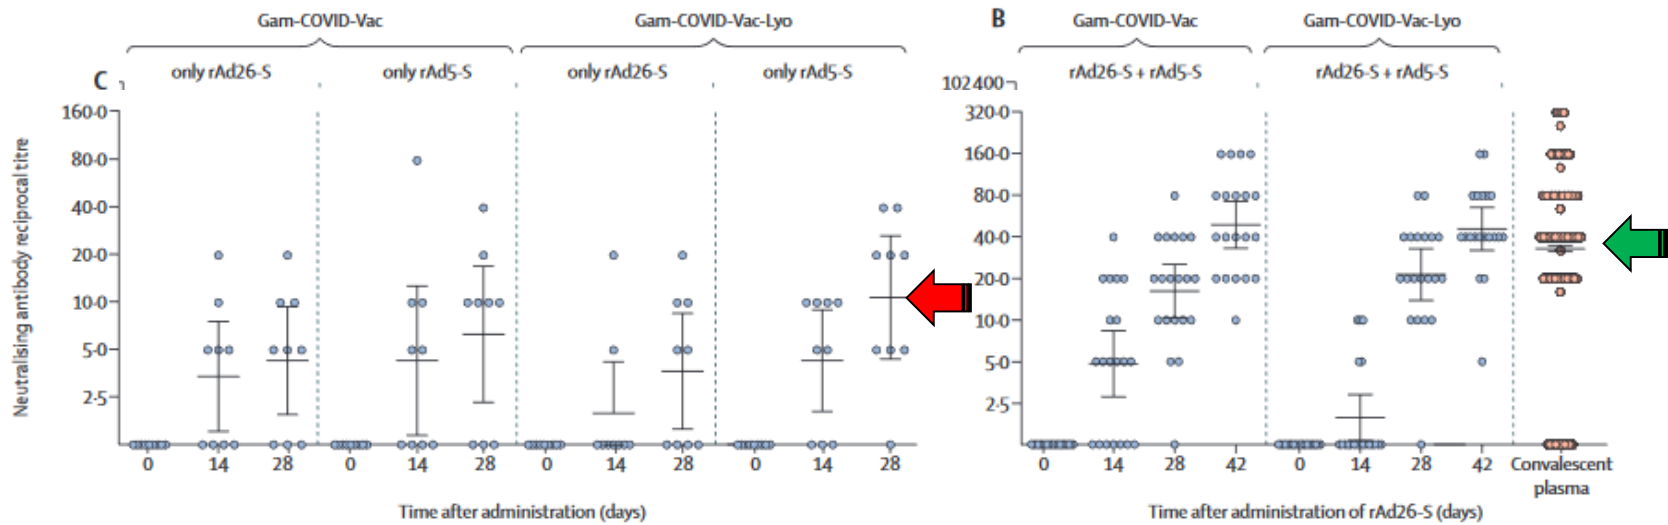 Gam-COVID-Vac Gam-COVID-Vac-Lyo
only rAd26-S only rAd5-S only rAd26-S only rAd5-S
C
160·0
80·0
40·0
20·0
10·0
5·0
2·5
Neutralising antibody reciprocal titre
0 14 28 0 14 28 0 14 28 0 14 28
Time after administration (days)
B Gam-COVID-Vac Gam-COVID-Vac-Lyo
rAd26-S + rAd5-S rAd26-S + rAd5-S
102 400
320·0
160·0
80·0
40·0
20·0
10·0
5·0
2·5
0 14 28 42 0 14 28 42 Convalescent
plasma
Time after administration of rAd26-S (days)